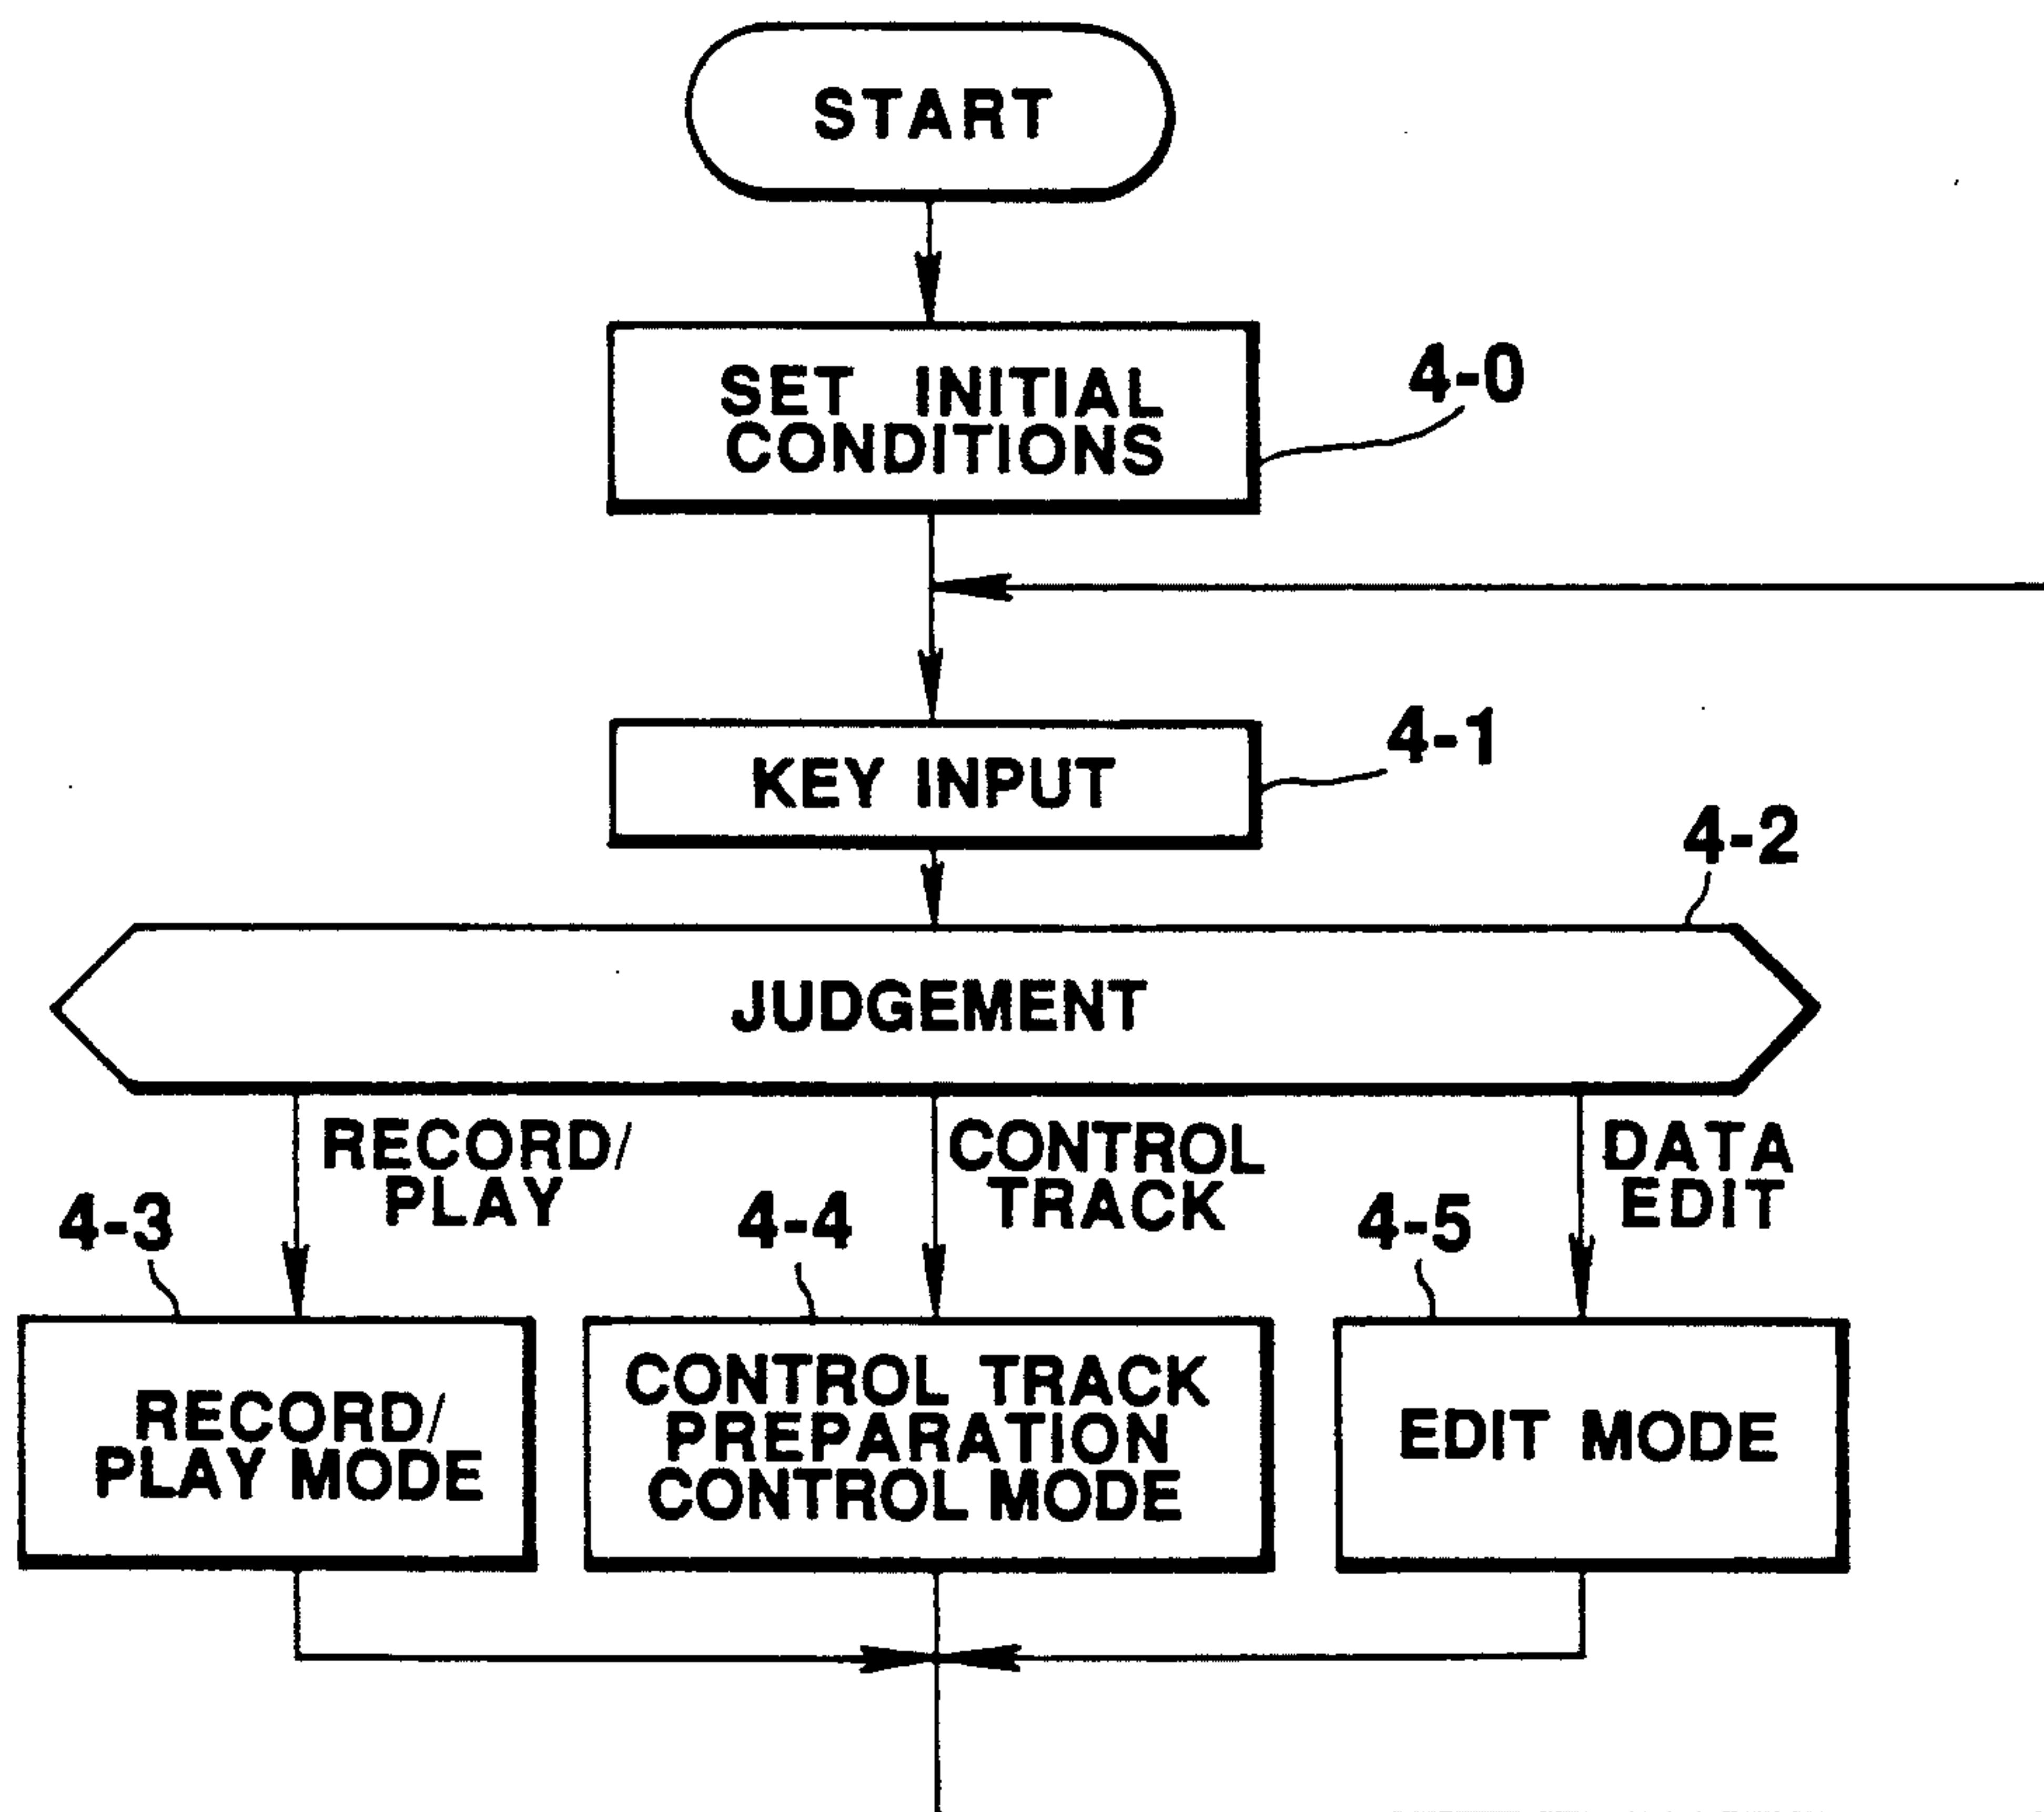 START
SET INITIAL
CONDITIONS
4-0
KEY INPUT
4-1
4-2
JUDGEMENT
RECORD/
PLAY
CONTROL
TRACK
DATA
EDIT
4-3
4-4
4-5
RECORD/
PLAY MODE
CONTROL TRACK
PREPARATION
CONTROL MODE
EDIT MODE